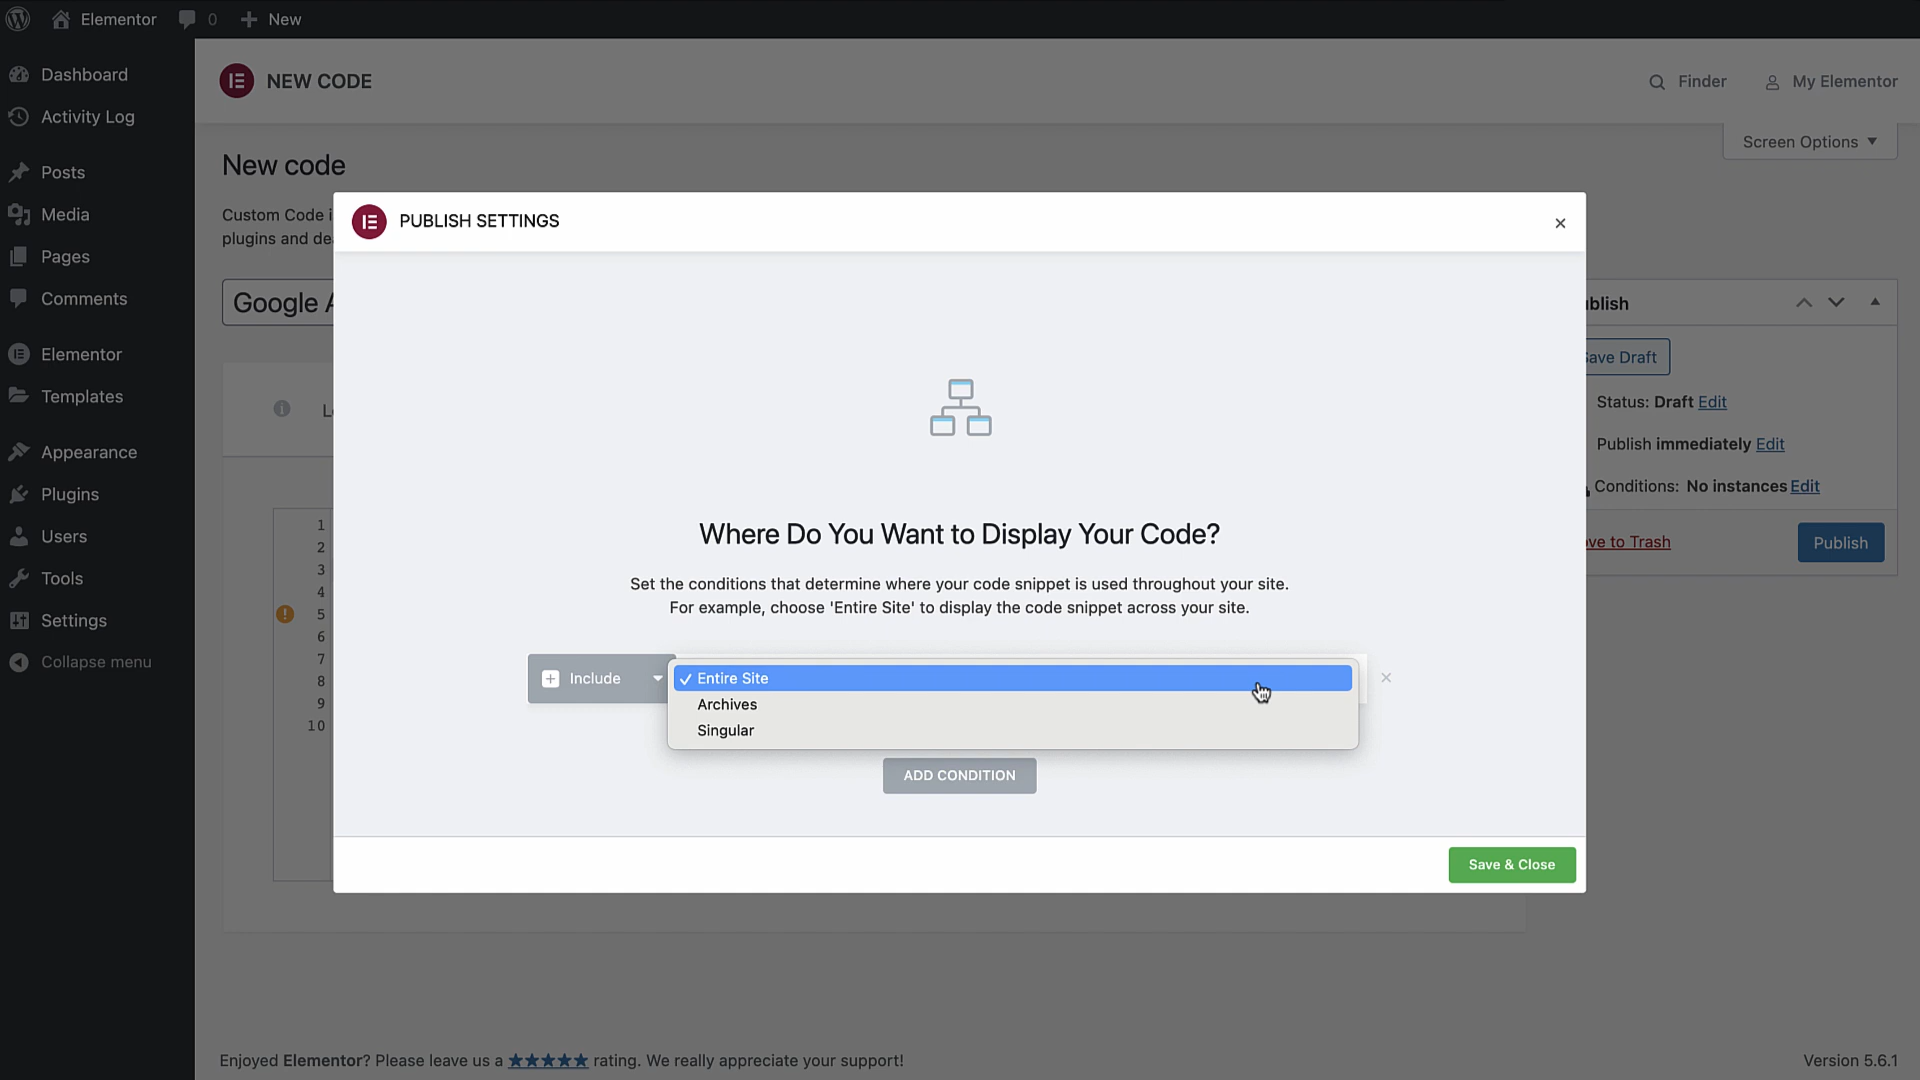 Elementor
0
New
Dashboard
Activity Log
Posts
Media
Pages
Comments
Elementor
Templates
Appearance
Plugins
Users
Tools
Settings
Collapse menu
NEW CODE
Finder
My Elementor
Screen Options
New code
Custom Code
plugins and
Google
PUBLISH SETTINGS
Where Do You Want to Display Your Code?
Set the conditions that determine where your code snippet is used throughout your site.
For example, choose 'Entire Site' to display the code snippet across your site.
Include
Entire Site
Archives
Singular
ADD CONDITION
Save & Close
1
2
3
4
5
6
7
8
9
10
blish
ave Draft
Status: Draft Edit
Publish immediately Edit
Conditions: No instances Edit
ve to Trash
Publish
Enjoyed Elementor? Please leave us a ★★★★★ rating. We really appreciate your support!
Version 5.6.1